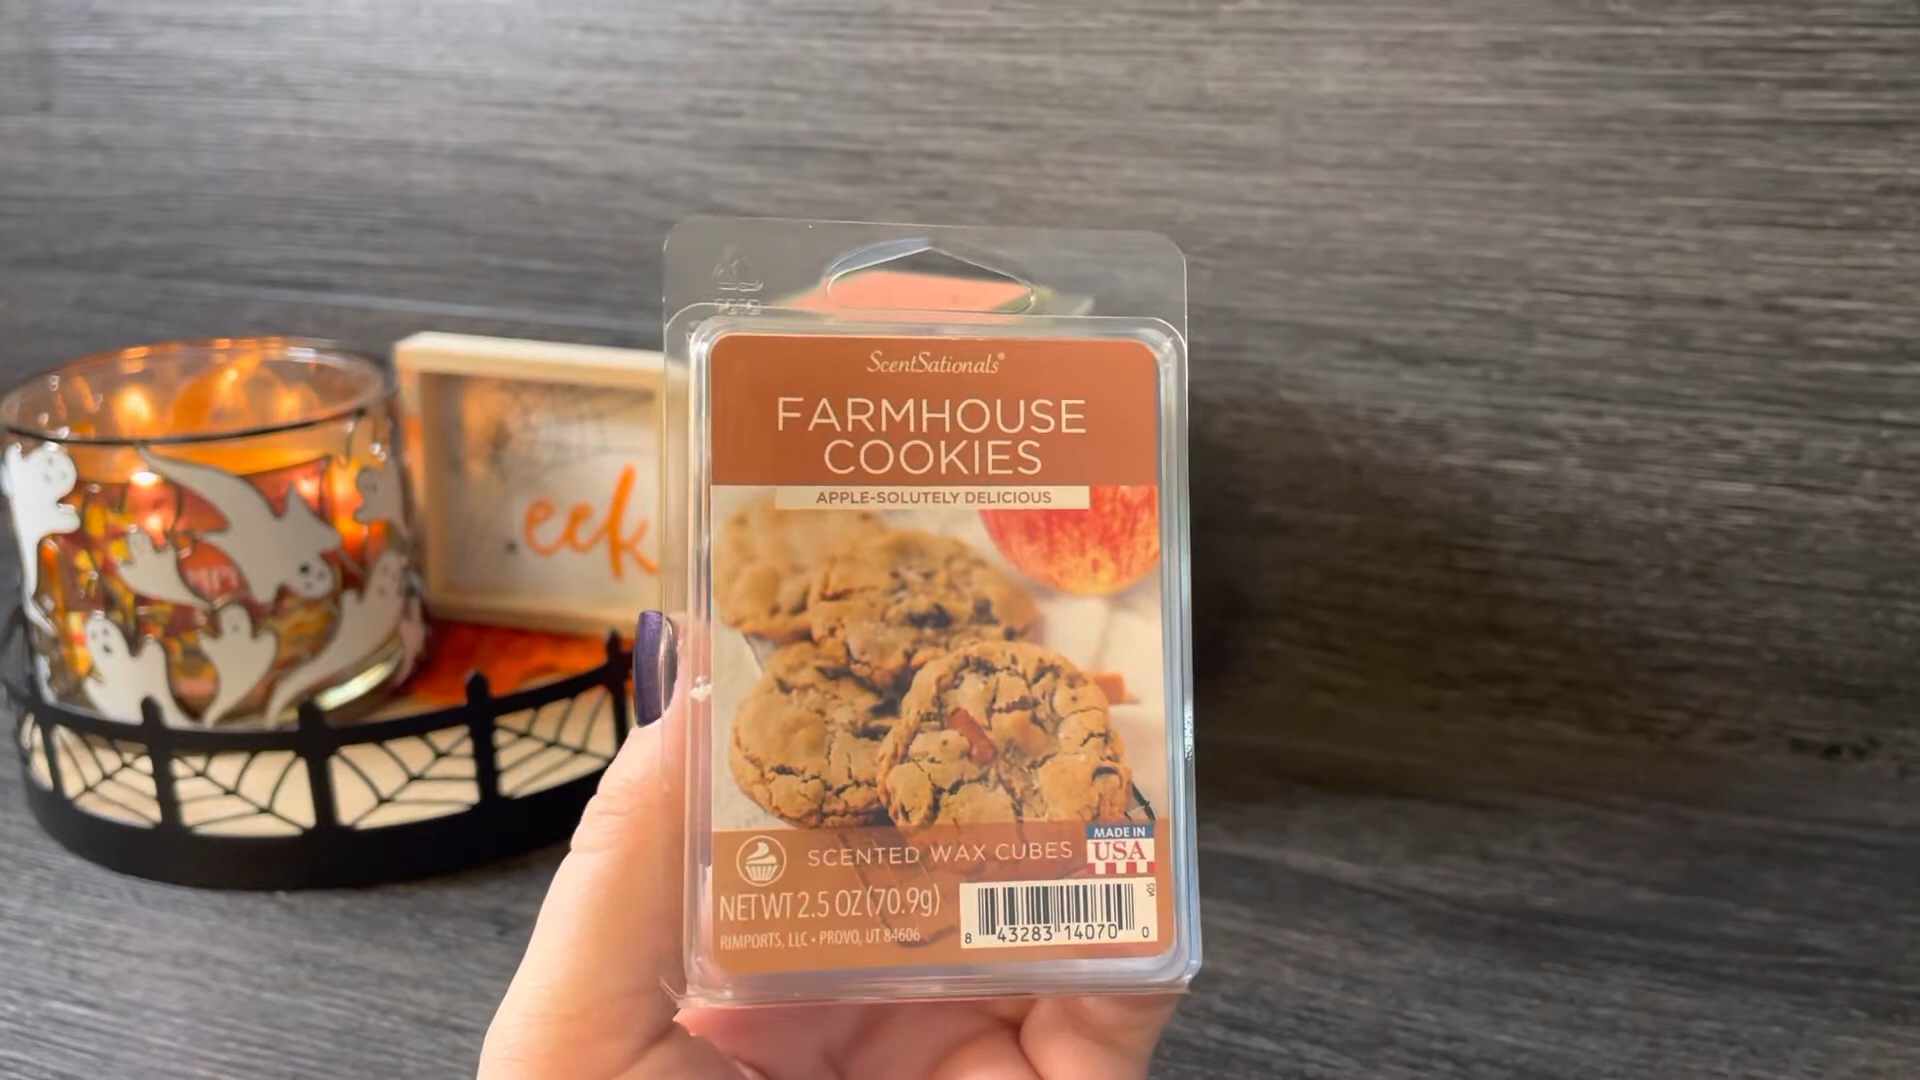 ScentSationals®
FARMHOUSE
COOKIES
APPLE-SOLUTELY DELICIOUS
eek
SCENTED WAX CUBES
MADE IN
USA
NET WT 2.5 OZ (70.9g)
RIMPORTS, LLC • PROVO, UT 84606
8 43283 14070 0
v05